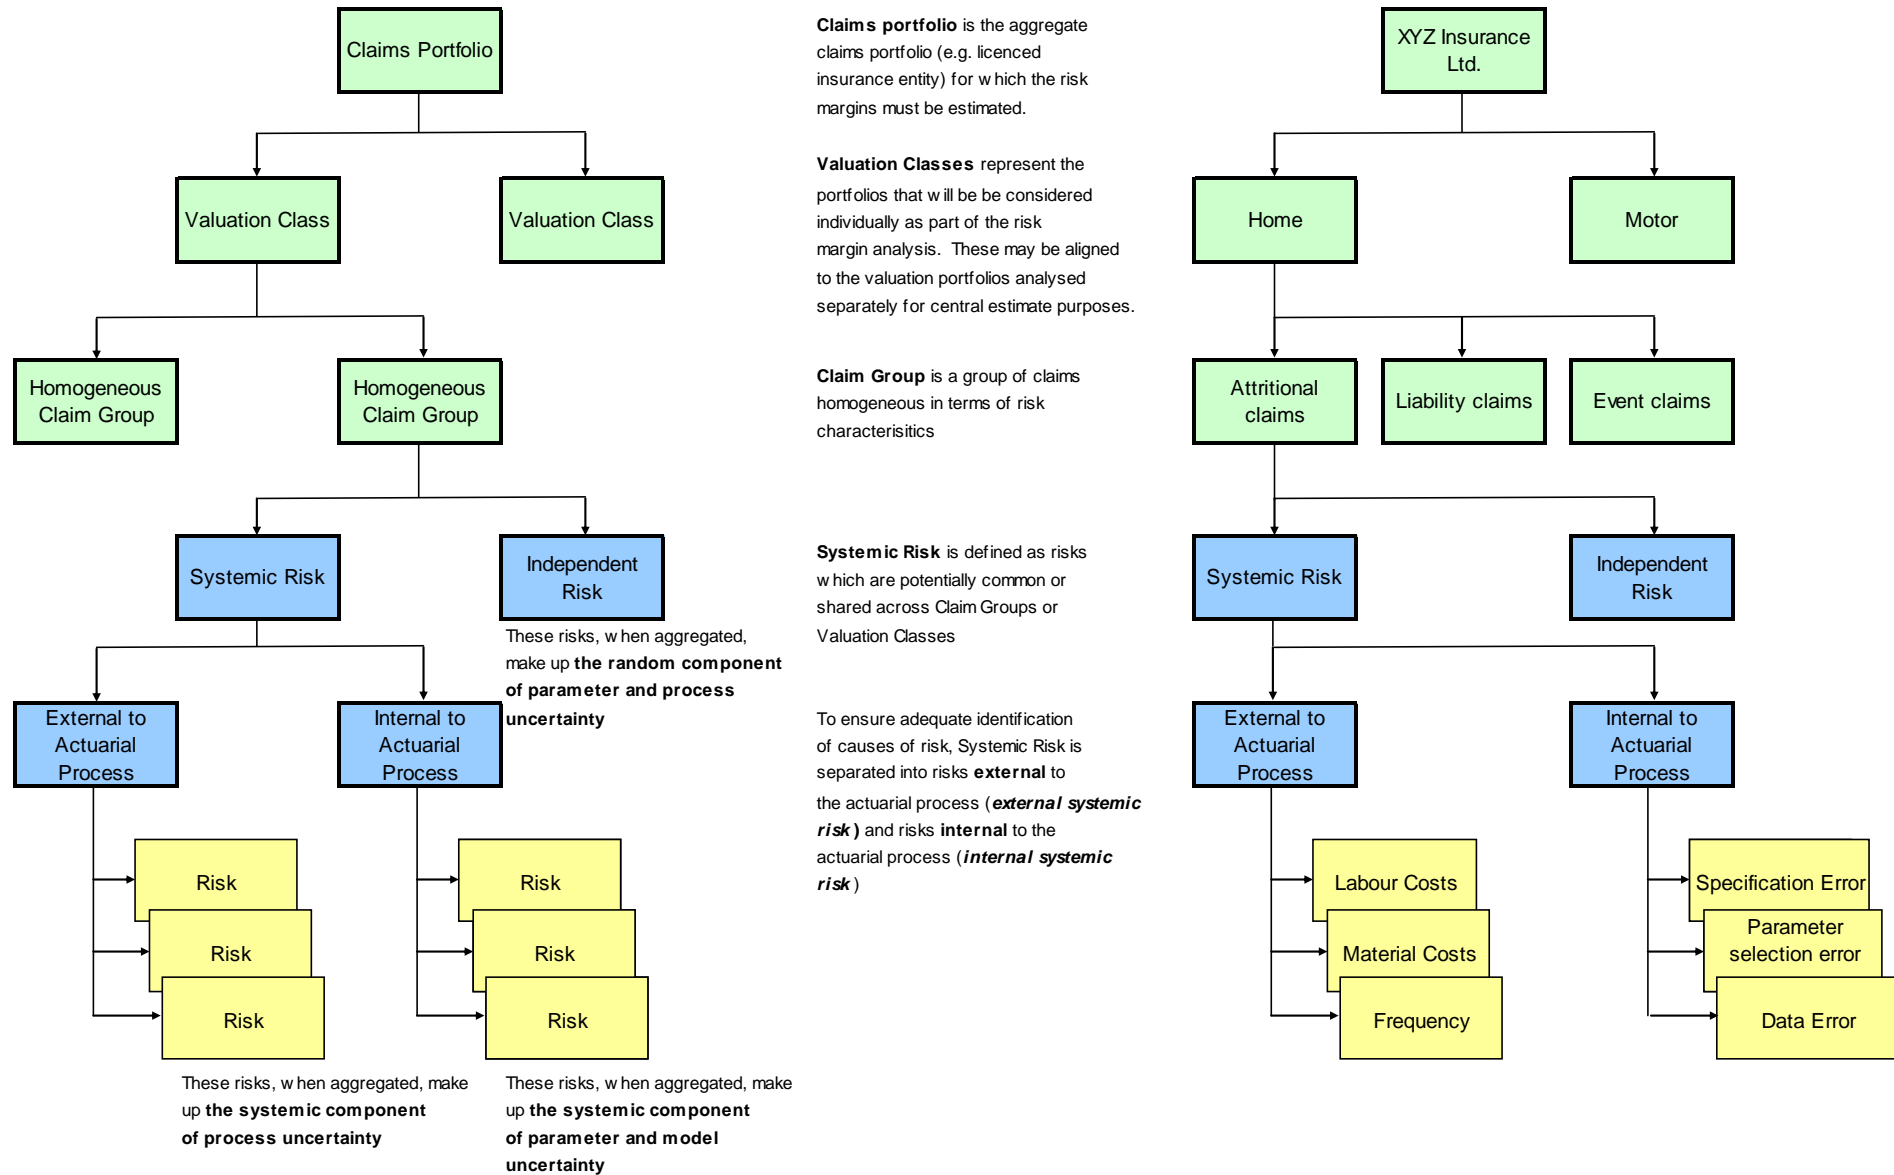 Claims Portfolio
Valuation Class
Valuation Class
Homogeneous
Claim Group
Homogeneous
Claim Group
Systemic Risk
Independent
Risk
These risks, when aggregated,
make up the random component
of parameter and process
uncertainty
External to
Actuarial
Process
Internal to
Actuarial
Process
Risk
Risk
Risk
Risk
Risk
Risk
These risks, when aggregated, make
up the systemic component
of process uncertainty
These risks, when aggregated, make
up the systemic component
of parameter and model
uncertainty
Claims portfolio is the aggregate
claims portfolio (e.g. licenced
insurance entity) for which the risk
margins must be estimated.
Valuation Classes represent the
portfolios that will be be considered
individually as part of the risk
margin analysis. These may be aligned
to the valuation portfolios analysed
separately for central estimate purposes.
Claim Group is a group of claims
homogeneous in terms of risk
characterisitics
Systemic Risk is defined as risks
which are potentially common or
shared across Claim Groups or
Valuation Classes
To ensure adequate identification
of causes of risk, Systemic Risk is
separated into risks external to
the actuarial process (external systemic
risk) and risks internal to the
actuarial process (internal systemic
risk)
XYZ Insurance
Ltd.
Home
Motor
Attritional
claims
Liability claims
Event claims
Systemic Risk
Independent
Risk
External to
Actuarial
Process
Internal to
Actuarial
Process
Labour Costs
Material Costs
Frequency
Specification Error
Parameter
selection error
Data Error